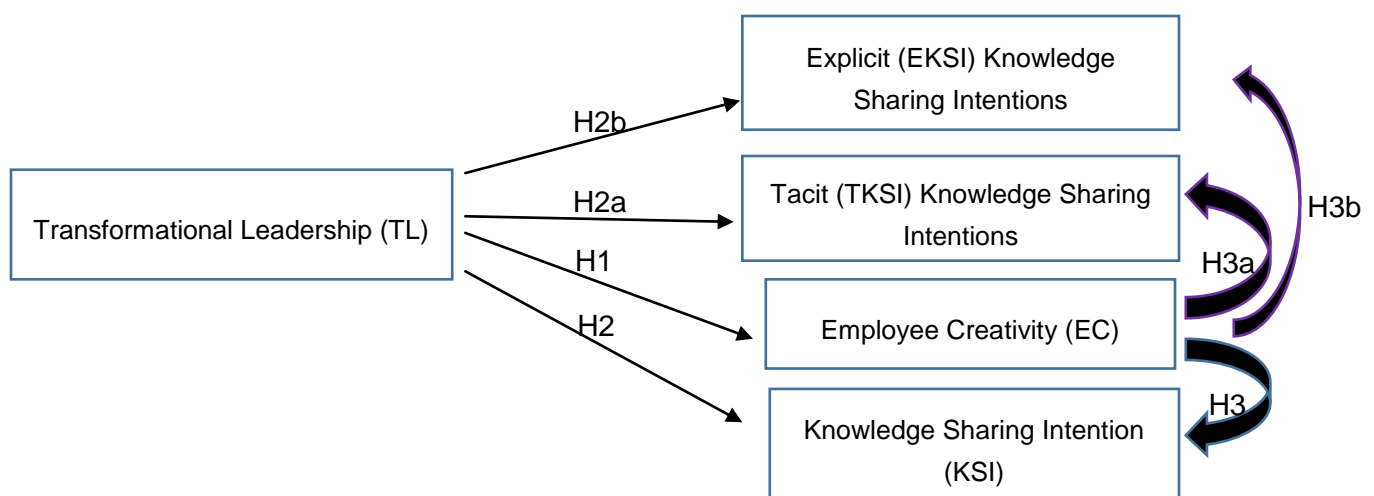 Explicit (EKSI) Knowledge
Sharing Intentions
H2b
Transformational Leadership (TL)
H2a
Tacit (TKSI) Knowledge Sharing
Intentions
H3b
H1
H3a
Employee Creativity (EC)
H2
H3
Knowledge Sharing Intention
(KSI)